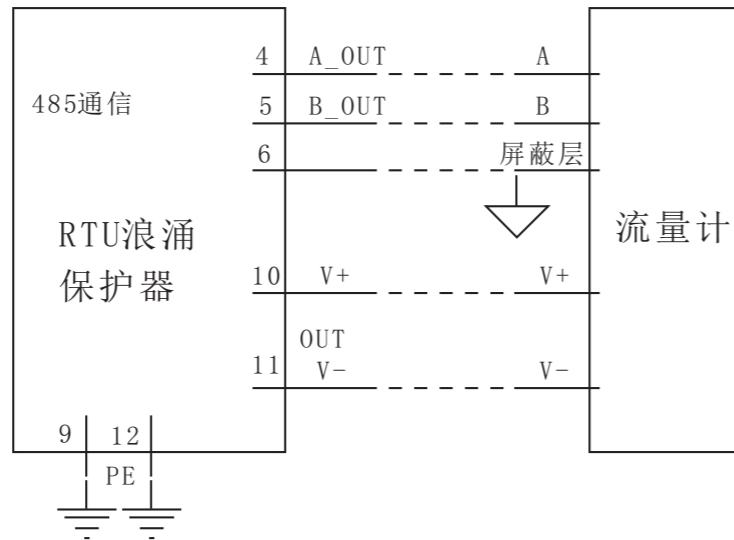 4 A_OUT A
485通信 5 B_OUT B
6 屏蔽层
RTU浪涌
保护器
流量计
10 V+ V+
OUT
11 V- V-
9 12
PE